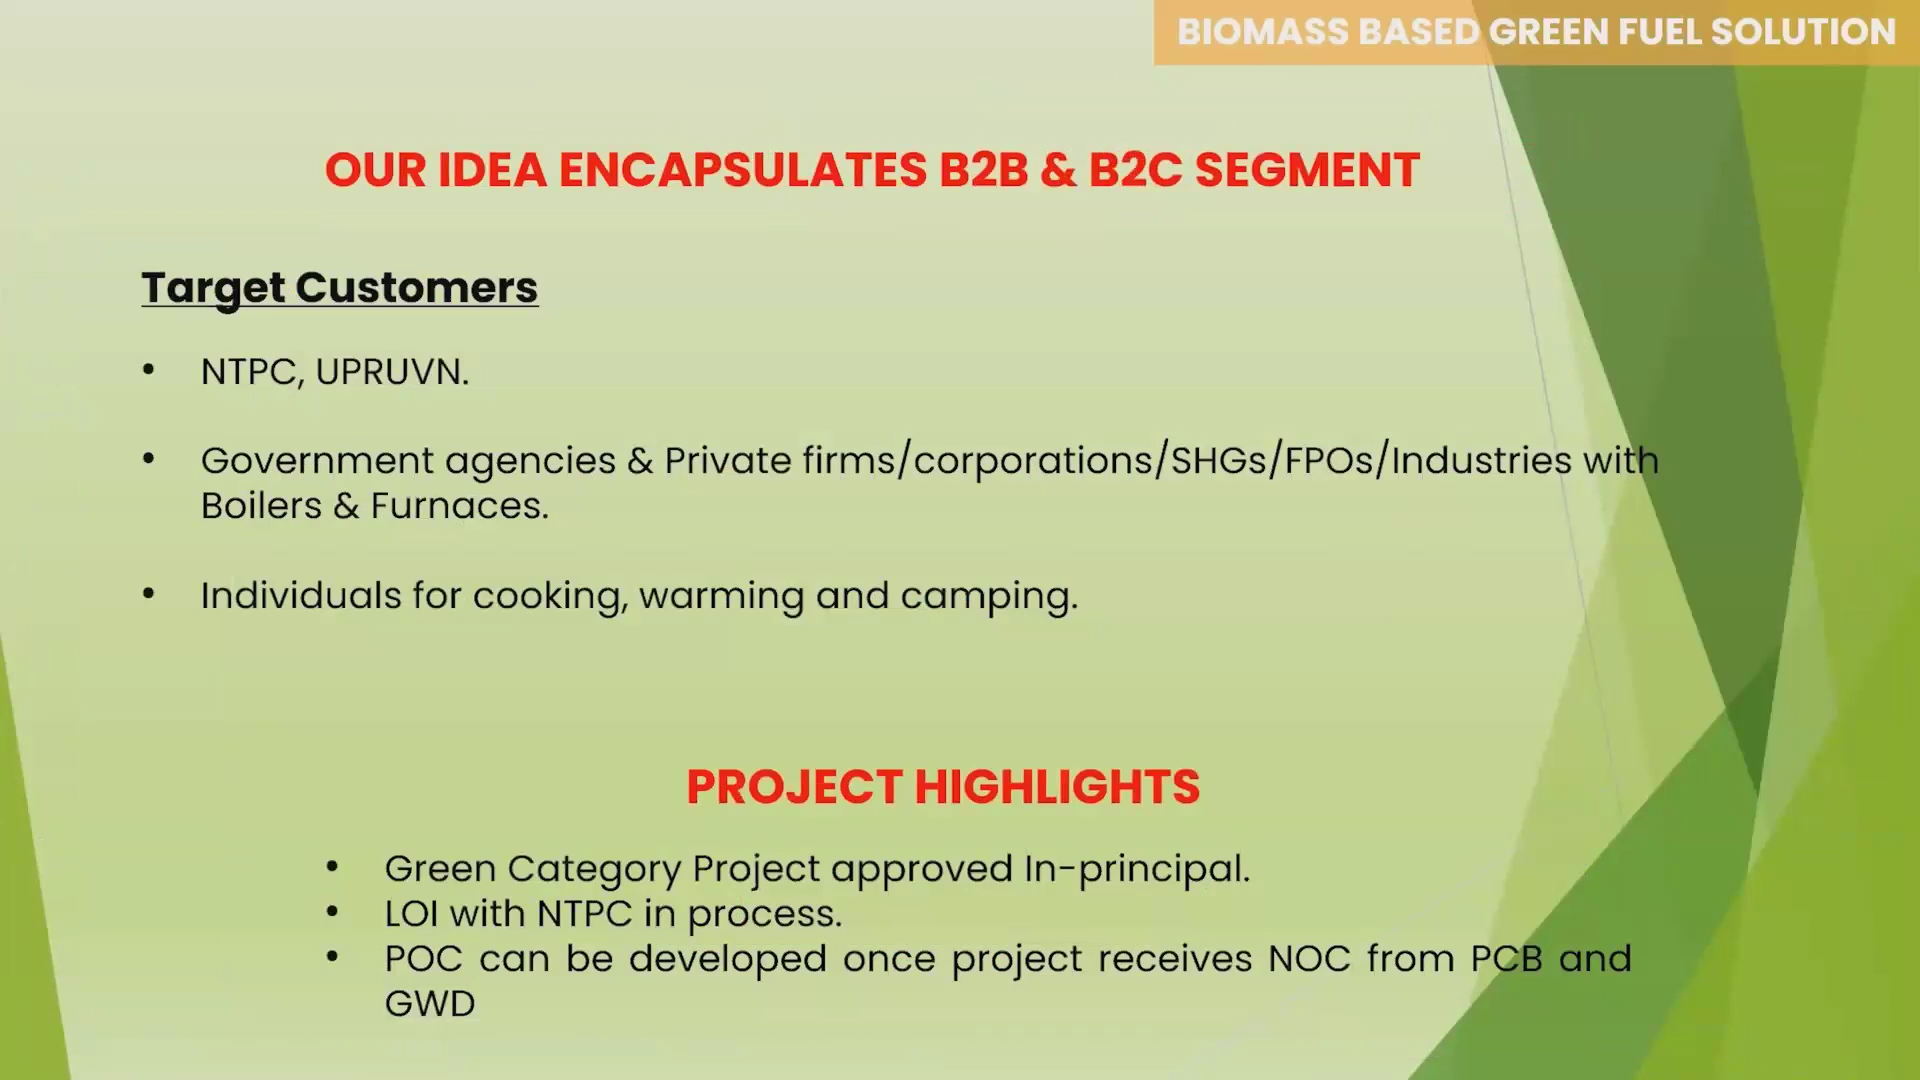 BIOMASS BASED GREEN FUEL SOLUTION
OUR IDEA ENCAPSULATES B2B & B2C SEGMENT
Target Customers
• NTPC, UPRUVN.
• Government agencies & Private firms/corporations/SHGs/FPOs/Industries with
Boilers & Furnaces.
• Individuals for cooking, warming and camping.
PROJECT HIGHLIGHTS
• Green Category Project approved In-principal.
• LOI with NTPC in process.
• POC can be developed once project receives NOC from PCB and
GWD